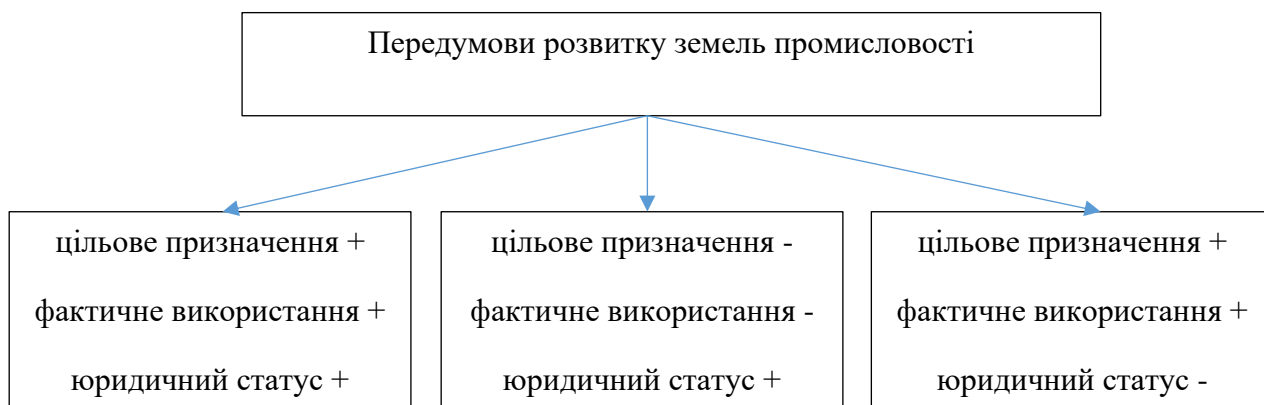 Передумови розвитку земель промисловості
цільове призначення +
фактичне використання +
юридичний статус +
цільове призначення -
фактичне використання -
юридичний статус +
цільове призначення +
фактичне використання +
юридичний статус -